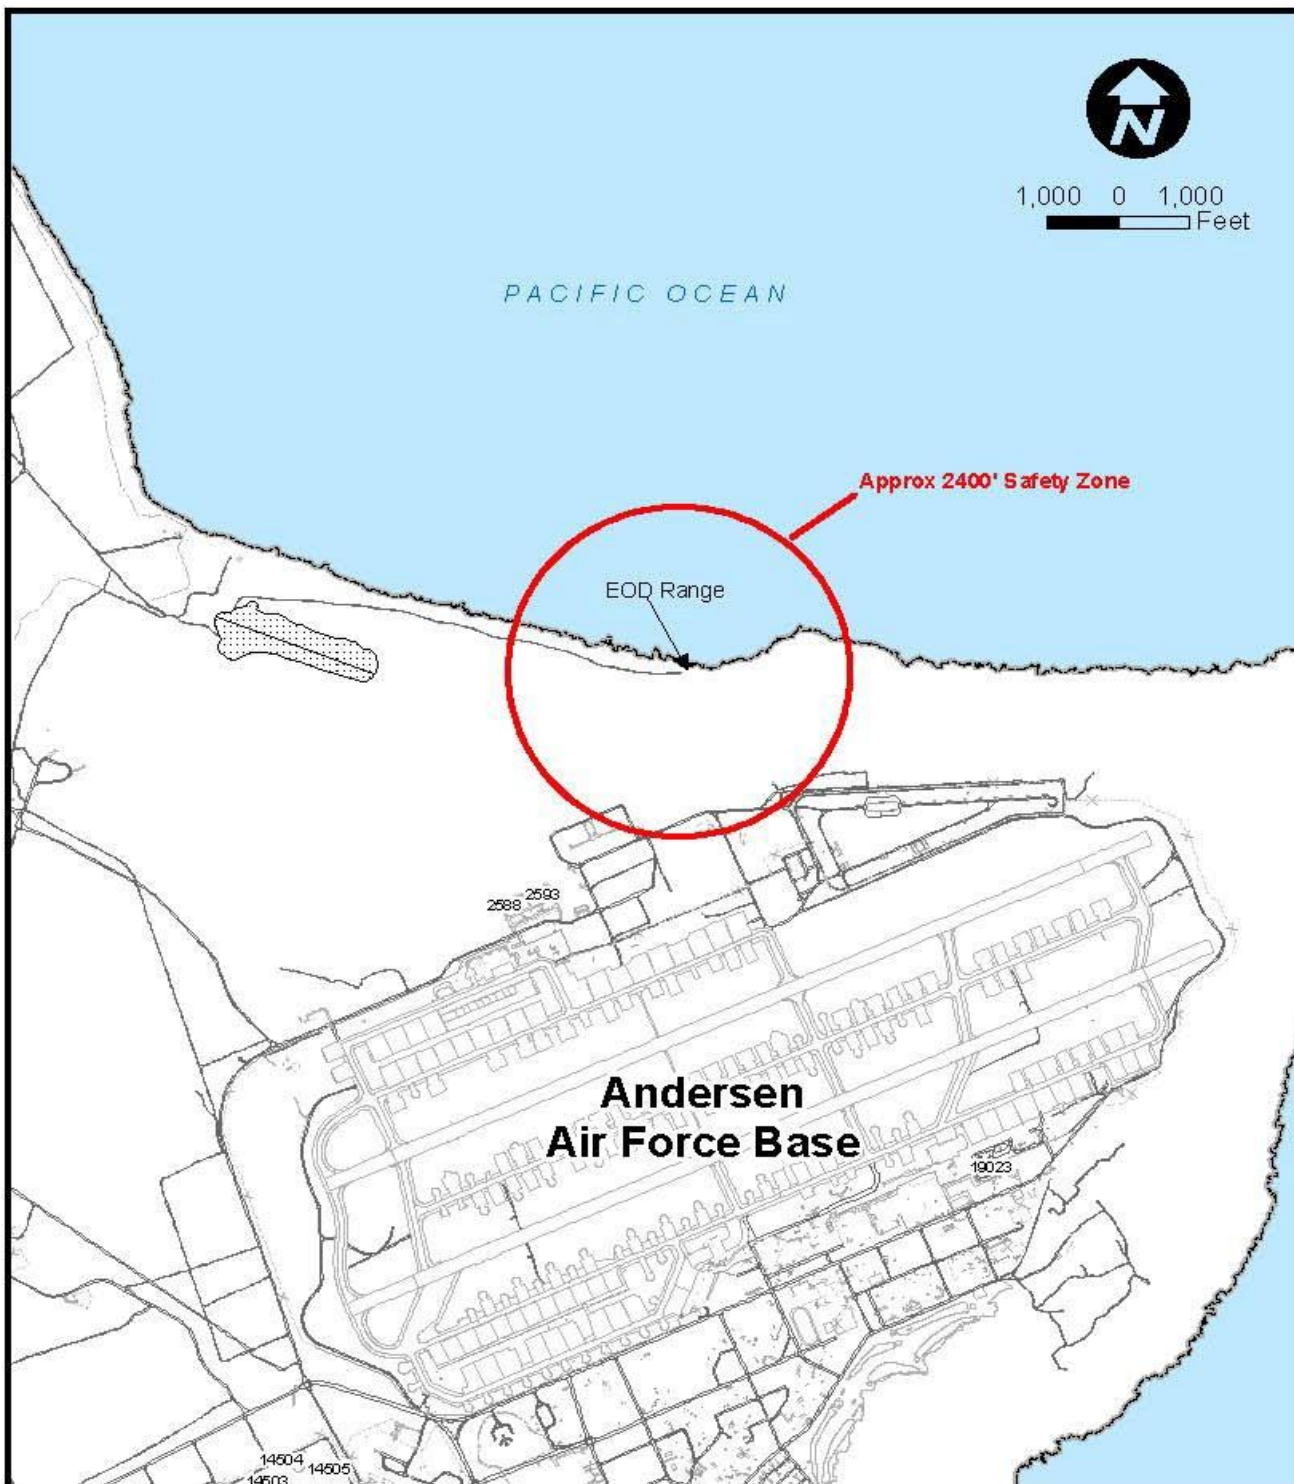 N
1,000 0 1,000
Feet
PACIFIC OCEAN
Approx 2400' Safety Zone
EOD Range
2593
2588
Andersen
Air Force Base
19023
14504
14505
14503